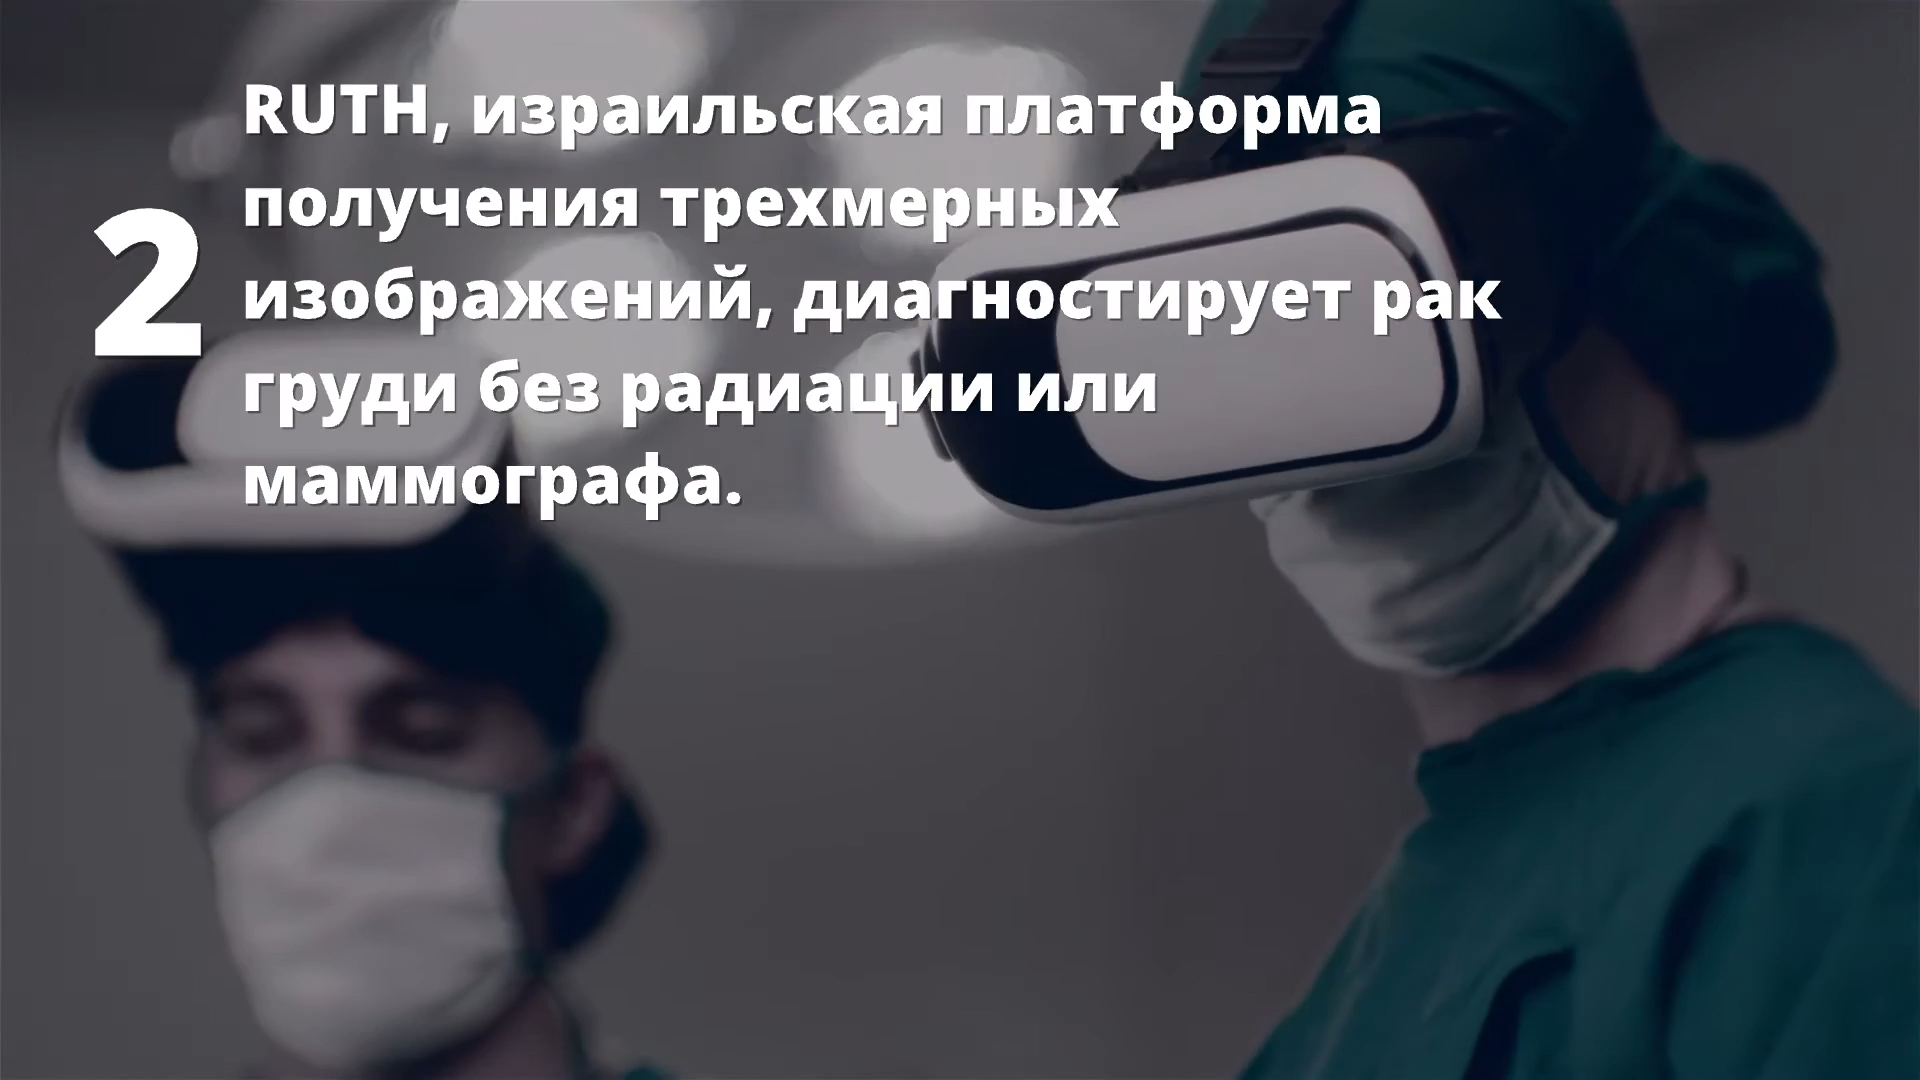 2
RUTH, израильская платформа
получения трехмерных
изображений, диагностирует рак
груди без радиации или
маммографа.